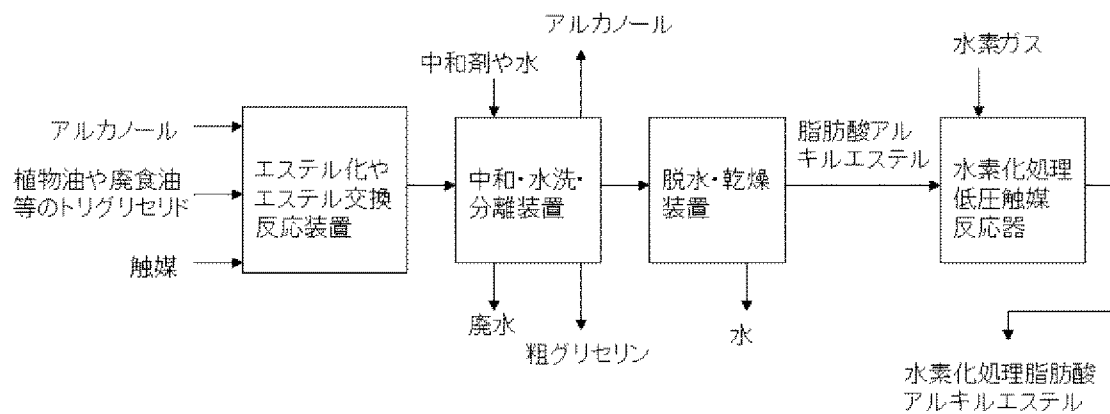 アルカノール
植物油や廃食油
等のトリグリセリド
触媒
エステル化や
エステル交換
反応装置
中和剤や水
アルカノール
中和・水洗・
分離装置
廃水
粗グリセリン
脱水・乾燥
装置
水
脂肪酸アル
キルエステル
水素ガス
水素化処理
低圧触媒
反応器
水素化処理脂肪酸
アルキルエステル